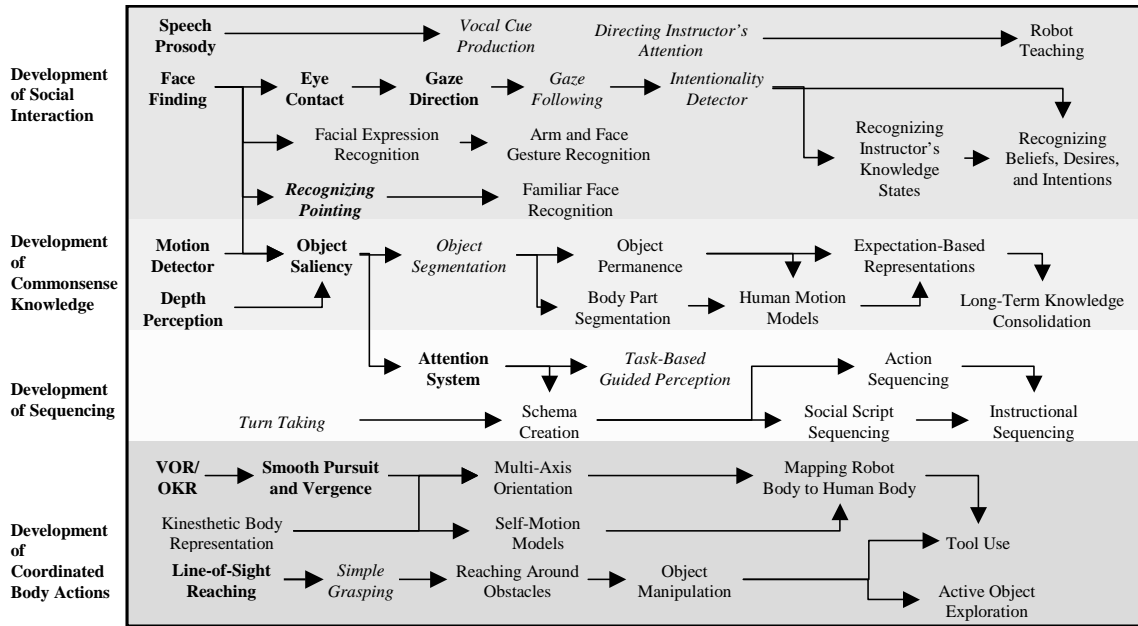 Development
of Social
Interaction
Speech
Prosody
Vocal Cue
Production
Directing Instructor's
Attention
Robot
Teaching
Face
Finding
Eye
Contact
Gaze
Direction
Gaze
Following
Intentionality
Detector
Facial Expression
Recognition
Arm and Face
Gesture Recognition
Recognizing
Instructor's
Knowledge
States
Recognizing
Beliefs, Desires,
and Intentions
Recognizing
Pointing
Familiar Face
Recognition
Development
of
Commonsense
Knowledge
Motion
Detector
Object
Saliency
Object
Segmentation
Object
Permanence
Expectation-Based
Representations
Depth
Perception
Body Part
Segmentation
Human Motion
Models
Long-Term Knowledge
Consolidation
Development
of Sequencing
Attention
System
Task-Based
Guided Perception
Action
Sequencing
Turn Taking
Schema
Creation
Social Script
Sequencing
Instructional
Sequencing
Development
of
Coordinated
Body Actions
VOR/
OKR
Smooth Pursuit
and Vergence
Multi-Axis
Orientation
Mapping Robot
Body to Human Body
Kinesthetic Body
Representation
Self-Motion
Models
Tool Use
Line-of-Sight
Reaching
Simple
Grasping
Reaching Around
Obstacles
Object
Manipulation
Active Object
Exploration